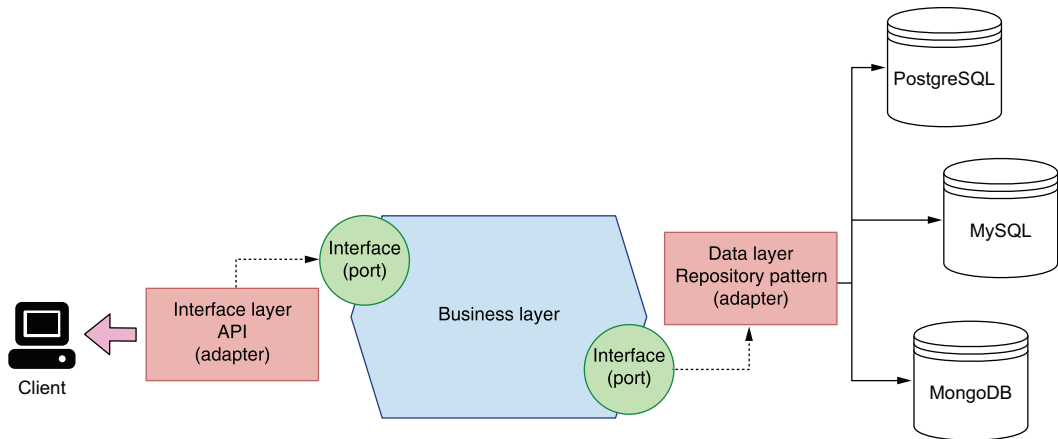 Client
Interface layer
API
(adapter)
Interface
(port)
Business layer
Interface
(port)
Data layer
Repository pattern
(adapter)
PostgreSQL
MySQL
MongoDB